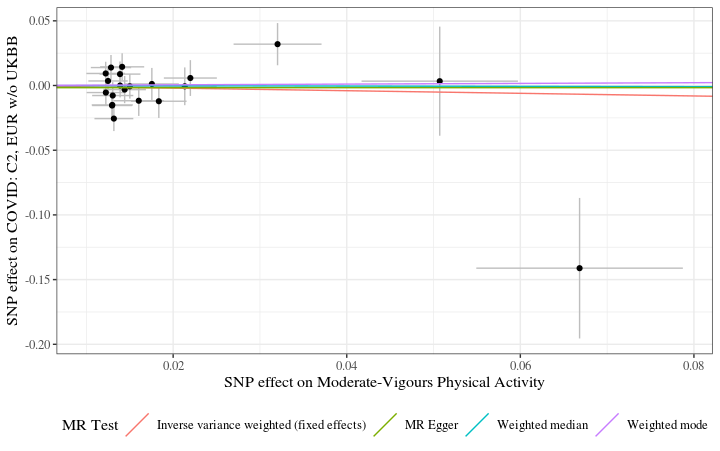 0.05
0.00
-0.05
-0.10
-0.15
-0.20
SNP effect on COVID: C2, EUR w/o UKBB
0.02
0.04
0.06
0.08
SNP effect on Moderate-Vigours Physical Activity
MR Test
Inverse variance weighted (fixed effects)
MR Egger
Weighted median
Weighted mode